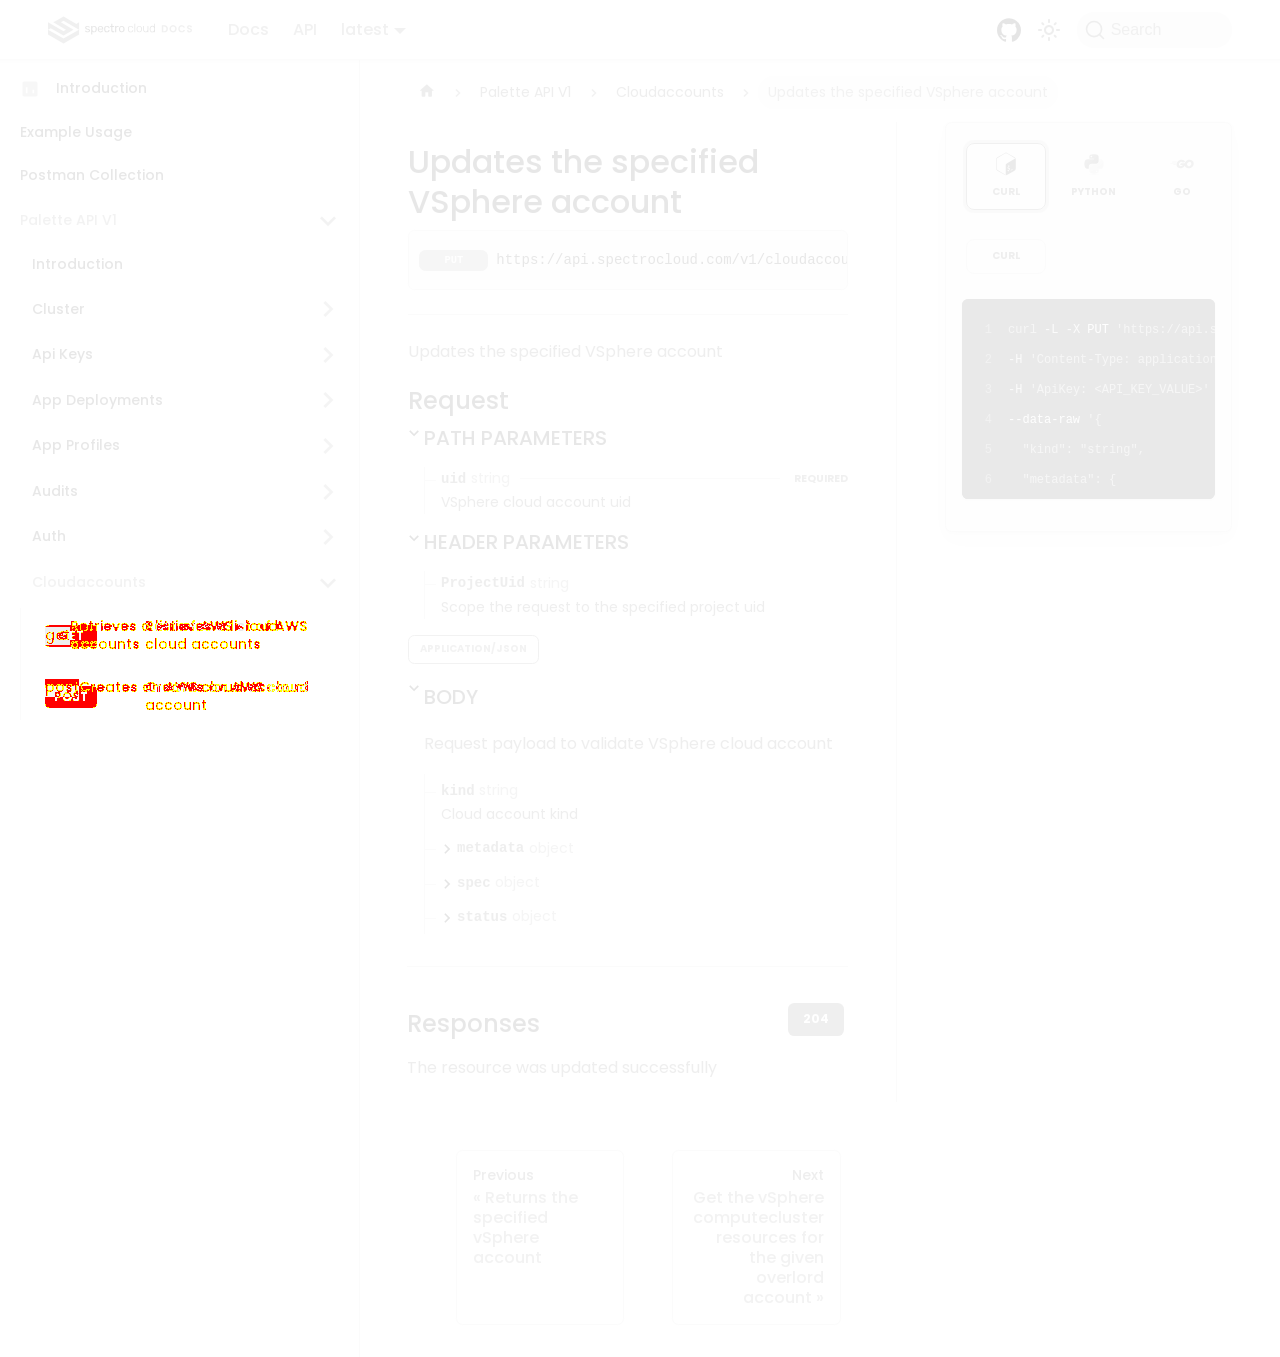 spectro cloud DOCS
Docs
API
latest
Search
Introduction
Example Usage
Postman Collection
Palette API V1
Introduction
Cluster
Api Keys
App Deployments
App Profiles
Audits
Auth
Cloudaccounts
cloud accounts
account
Palette API V1
Cloudaccounts
Updates the specified VSphere account
Updates the specified
VSphere account
PUT https://api.spectrocloud.com/v1/cloudaccou
Updates the specified VSphere account
Request
PATH PARAMETERS
uid string REQUIRED
VSphere cloud account uid
HEADER PARAMETERS
ProjectUid string
Scope the request to the specified project uid
APPLICATION/JSON
BODY
Request payload to validate VSphere cloud account
kind string
Cloud account kind
metadata object
spec object
status object
Responses
204
The resource was updated successfully
Previous
« Returns the
specified
vSphere
account
Next
Get the vSphere
computecluster
resources for
the given
overlord
account »
CURL
PYTHON
GO
CURL
1 curl -L -X PUT 'https://api.s
2 -H 'Content-Type: application
3 -H 'ApiKey: <API_KEY_VALUE>'
4 --data-raw '{
5 "kind": "string",
6 "metadata": {